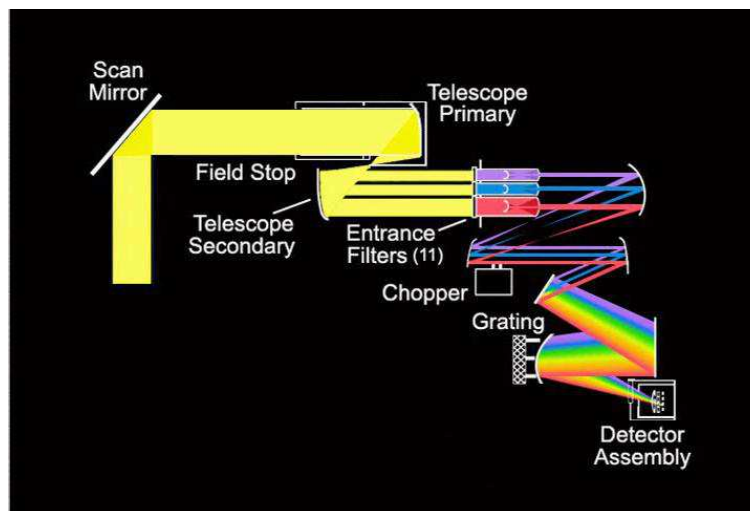 Scan
Mirror
Telescope
Primary
Field Stop
Telescope
Secondary
Entrance
Filters (11)
Chopper
Grating
Detector
Assembly